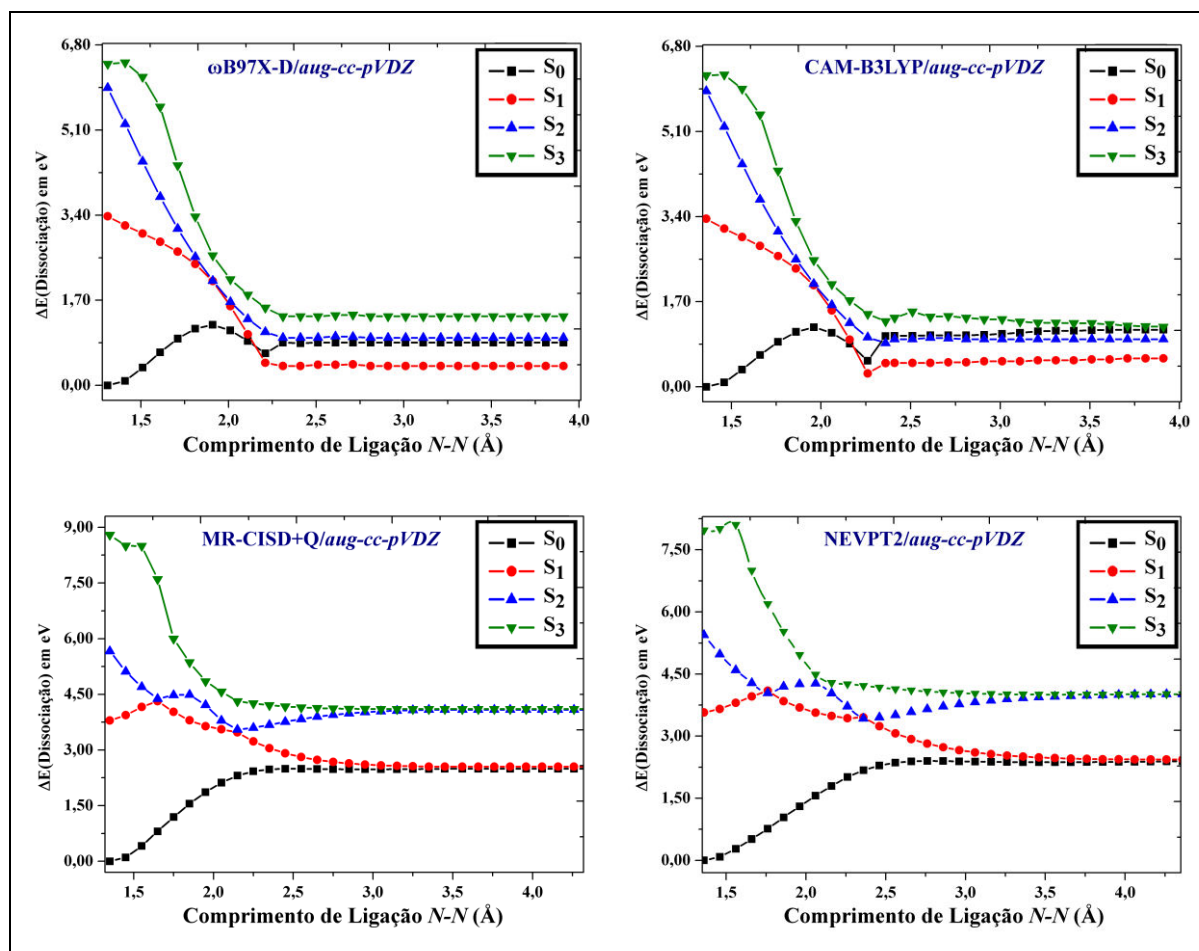 ωB97X-D/aug-cc-pVDZ
S0
S1
S2
S3
6,80
5,10
3,40
1,70
0,00
ΔE(Dissociação) em eV
1,5 2,0 2,5 3,0 3,5 4,0
Comprimento de Ligação N-N (Å)
CAM-B3LYP/aug-cc-pVDZ
S0
S1
S2
S3
6,80
5,10
3,40
1,70
0,00
ΔE(Dissociação) em eV
1,5 2,0 2,5 3,0 3,5 4,0
Comprimento de Ligação N-N (Å)
MR-CISD+Q/aug-cc-pVDZ
S0
S1
S2
S3
9,00
7,50
6,00
4,50
3,00
1,50
0,00
ΔE(Dissociação) em eV
1,5 2,0 2,5 3,0 3,5 4,0
Comprimento de Ligação N-N (Å)
NEVPT2/aug-cc-pVDZ
S0
S1
S2
S3
7,50
6,00
4,50
3,00
1,50
0,00
ΔE(Dissociação) em eV
1,5 2,0 2,5 3,0 3,5 4,0
Comprimento de Ligação N-N (Å)